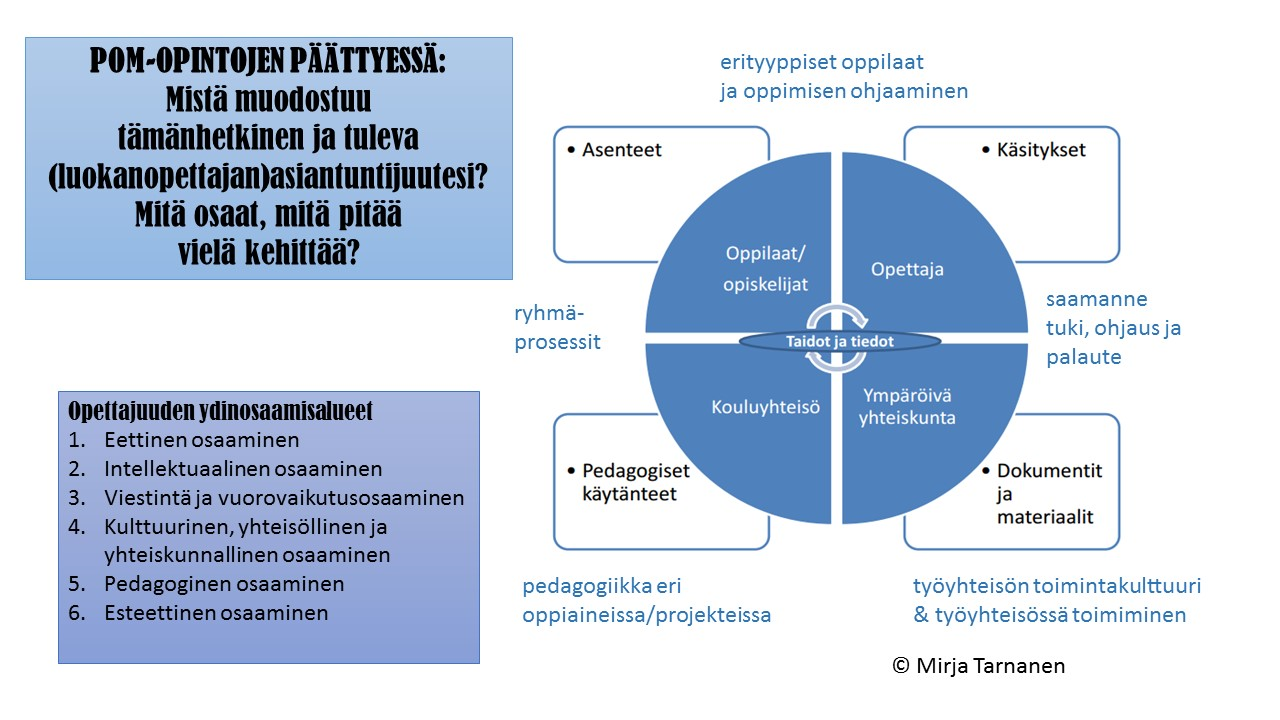 POM-OPINTOJEN PÄÄTTYESSÄ:
Mistä muodostuu
tämänhetkinen ja tuleva
(luokanopettajan)asiantuntijuutesi?
Mitä osaat, mitä pitää
vielä kehittää?
Opettajuuden ydinosaamisalueet
1. Eettinen osaaminen
2. Intellektuaalinen osaaminen
3. Viestintä ja vuorovaikutusosaaminen
4. Kulttuurinen, yhteisöllinen ja
yhteiskunnallinen osaaminen
5. Pedagoginen osaaminen
6. Esteettinen osaaminen
erityyppiset oppilaat
ja oppimisen ohjaaminen
• Asenteet
• Käsitykset
Oppilaat/
opiskelijat
Opettaja
ryhmä-
prosessit
saamanne
tuki, ohjaus ja
palaute
Taidot ja tiedot
Kouluyhteisö
Ympäröivä
yhteiskunta
• Pedagogiset
käytänteet
• Dokumentit
ja
materiaalit
pedagogiikka eri
oppiaineissa/projekteissa
työyhteisön toimintakulttuuri
& työyhteisössä toimiminen
© Mirja Tarnanen